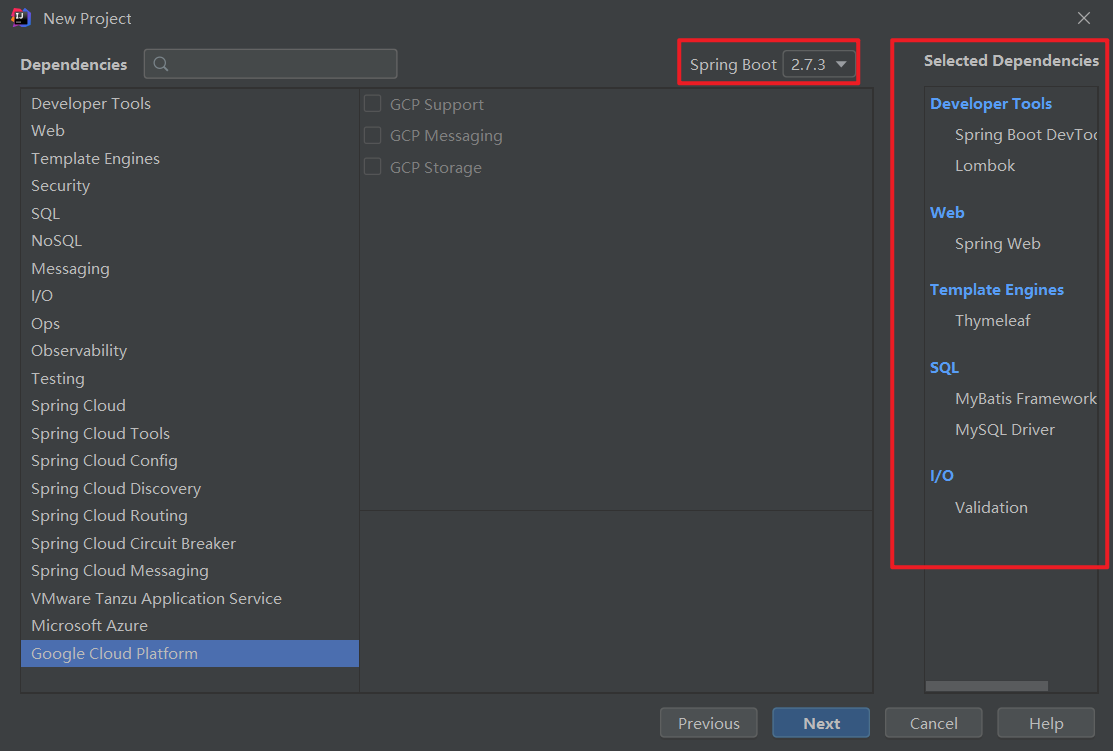 New Project
Dependencies
Spring Boot 2.7.3
Selected Dependencies
Developer Tools
Web
Template Engines
Security
SQL
NoSQL
Messaging
I/O
Ops
Observability
Testing
Spring Cloud
Spring Cloud Tools
Spring Cloud Config
Spring Cloud Discovery
Spring Cloud Routing
Spring Cloud Circuit Breaker
Spring Cloud Messaging
VMware Tanzu Application Service
Microsoft Azure
Google Cloud Platform
GCP Support
GCP Messaging
GCP Storage
Developer Tools
Spring Boot DevToo
Lombok
Web
Spring Web
Template Engines
Thymeleaf
SQL
MyBatis Framework
MySQL Driver
I/O
Validation
Previous
Next
Cancel
Help